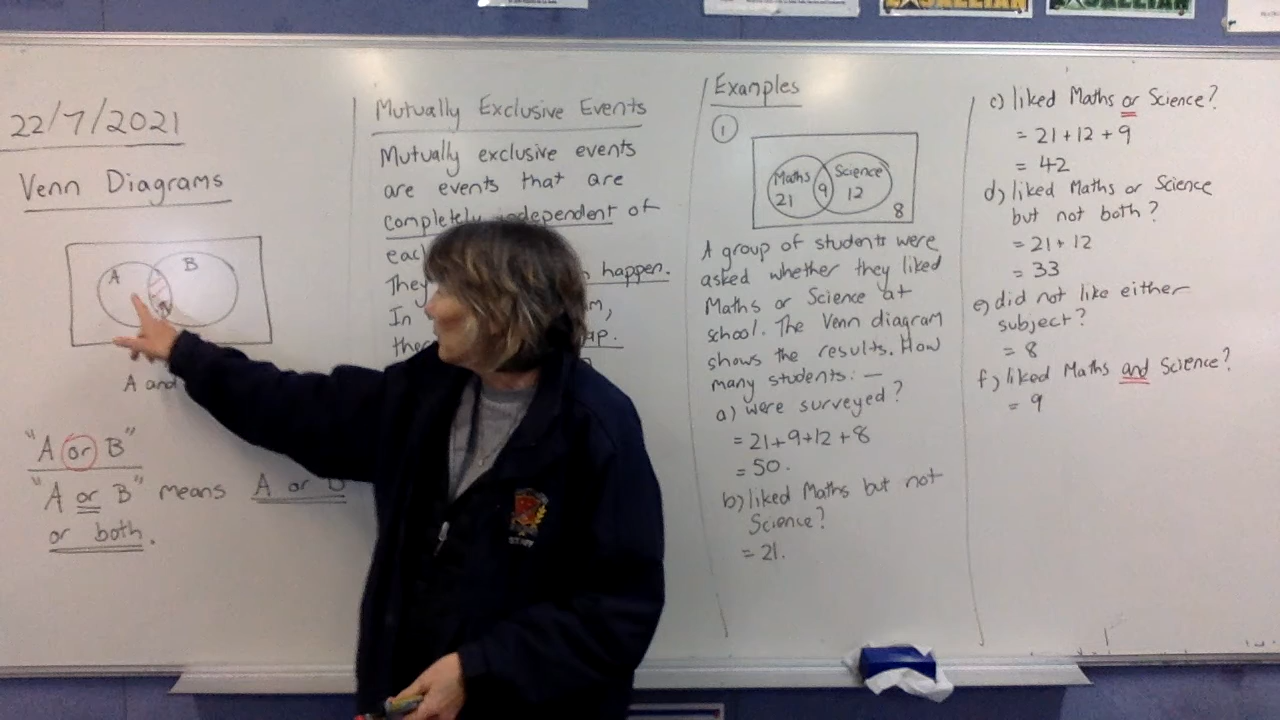 22/7/2021
Venn Diagrams
A
B
A and
"A or B"
"A or B" means A or B
or both.
Mutually Exclusive Events
Mutually exclusive events
are events that are
completely independent of
They happen.
In
Examples
1
Maths
21
9
Science
12
8
A group of students were
asked whether they liked
Maths or Science at
school. The Venn diagram
shows the results. How
many students:—
a) were surveyed?
= 21+9+12+8
= 50.
b) liked Maths but not
Science?
= 21.
c) liked Maths or Science?
= 21+12+9
= 42
d) liked Maths or Science
but not both?
= 21+12
= 33
e) did not like either
subject?
= 8
f) liked Maths and Science?
= 9
STAFF